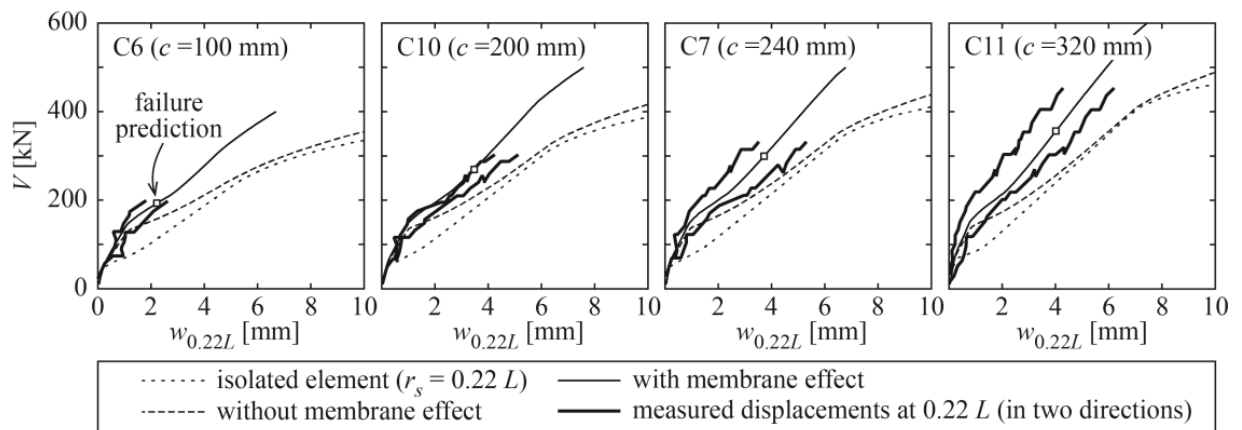 600
400
200
0
V [kN]
C6 (c =100 mm)
failure
prediction
0 2 4 6 8 10
w0.22L [mm]
C10 (c =200 mm)
0 2 4 6 8 10
w0.22L [mm]
C7 (c =240 mm)
0 2 4 6 8 10
w0.22L [mm]
C11 (c =320 mm)
0 2 4 6 8 10
w0.22L [mm]
isolated element (rs = 0.22 L)
with membrane effect
without membrane effect
measured displacements at 0.22 L (in two directions)